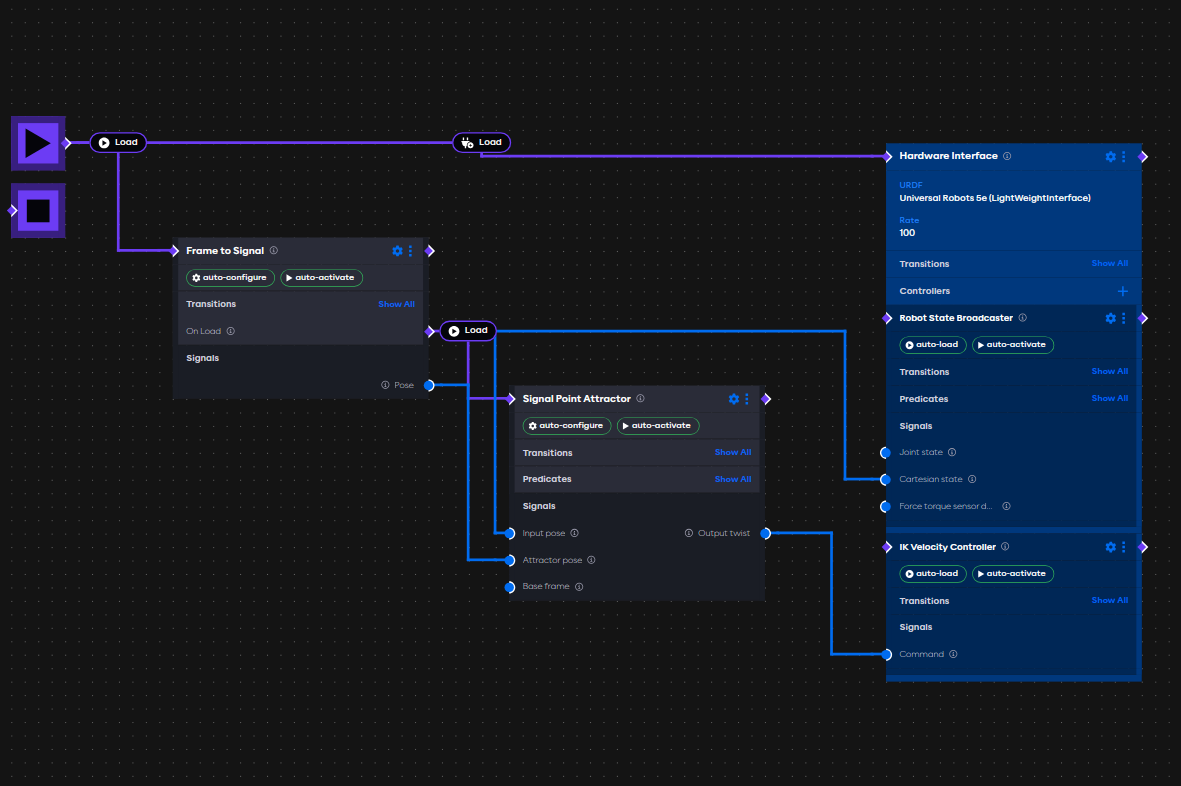 Load
Load
Hardware Interface
URDF
Universal Robots 5e (LightWeightInterface)
Rate
100
Transitions Show All
Controllers
Robot State Broadcaster
auto-load auto-activate
Transitions Show All
Predicates Show All
Signals
Joint state
Cartesian state
Force torque sensor d...
IK Velocity Controller
auto-load auto-activate
Transitions Show All
Signals
Command
Frame to Signal
auto-configure auto-activate
Transitions Show All
On Load
Load
Signals
Pose
Signal Point Attractor
auto-configure auto-activate
Transitions Show All
Predicates Show All
Signals
Input pose Output twist
Attractor pose
Base frame